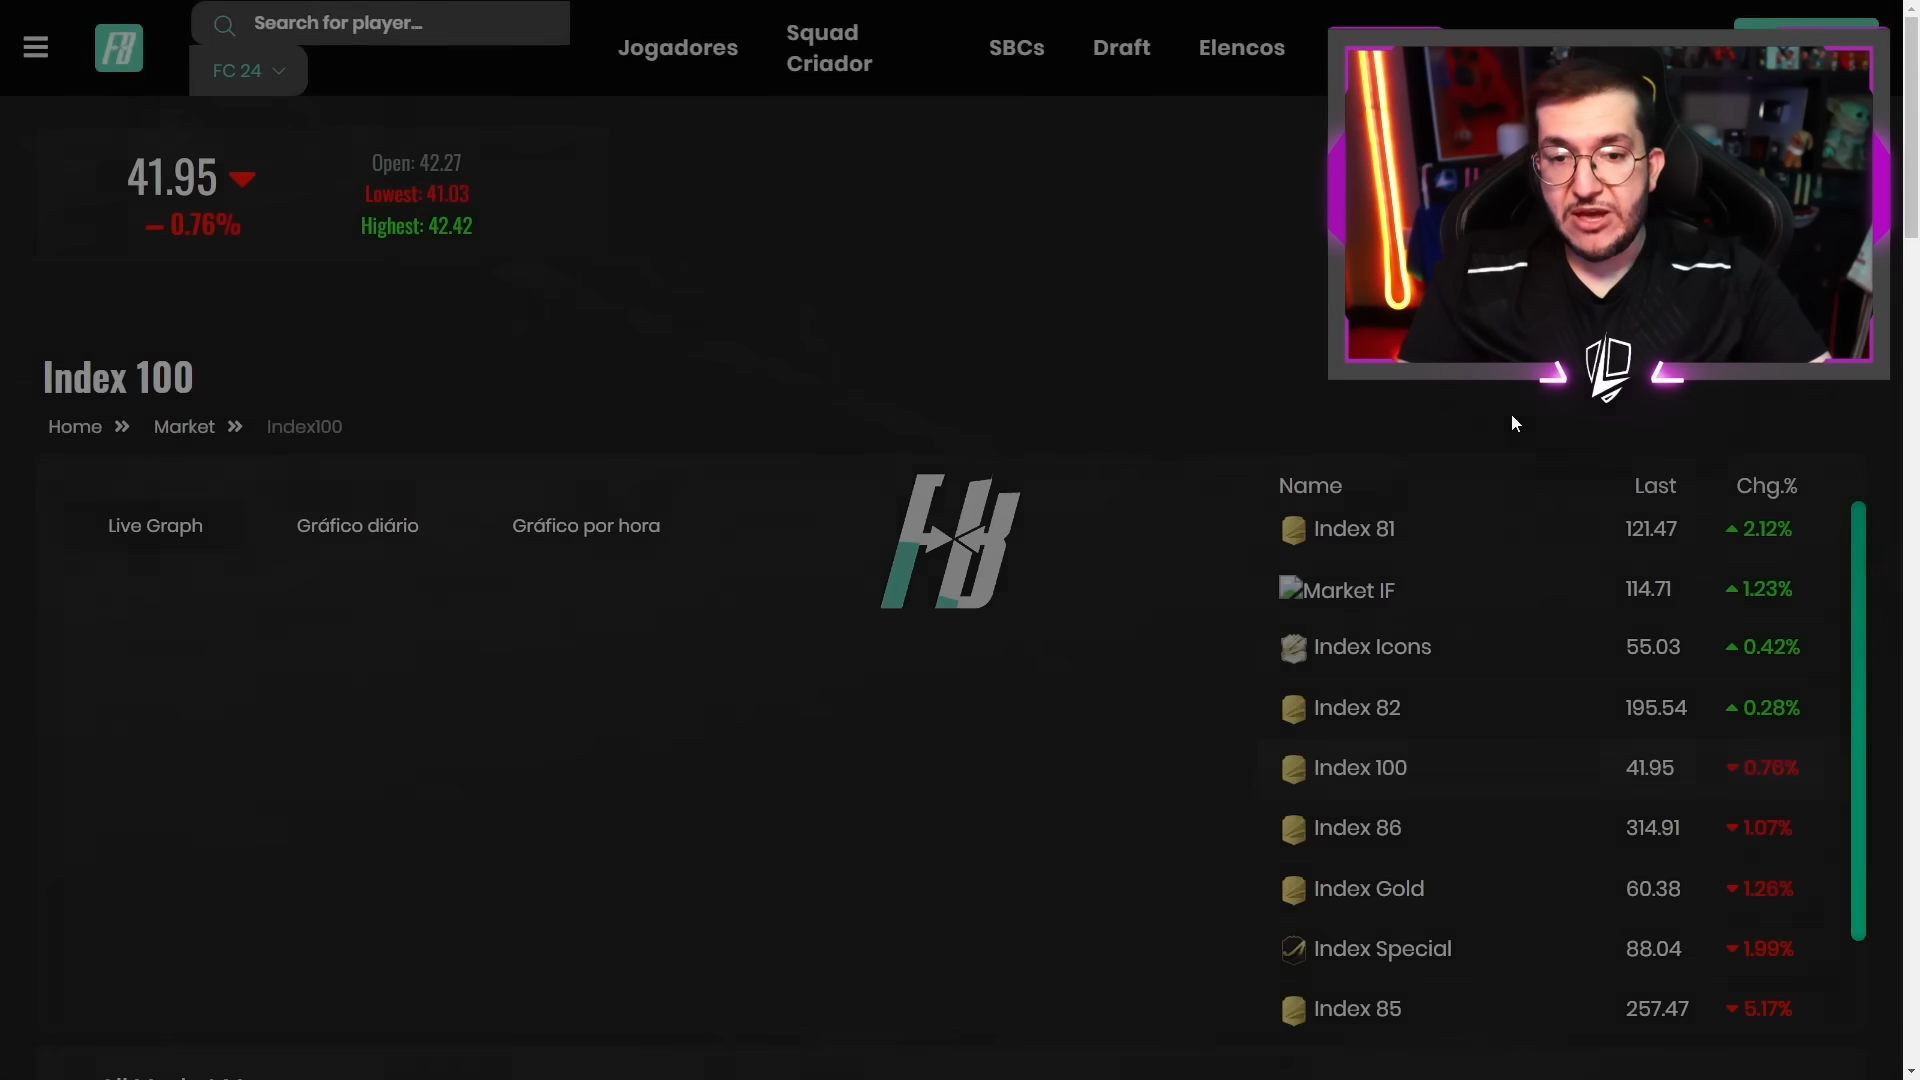 Search for player...
FC 24
Jogadores
Squad
Criador
SBCs
Draft
Elencos
41.95
– 0.76%
Open: 42.27
Lowest: 41.03
Highest: 42.42
Index 100
Home » Market » Index100
Live Graph
Gráfico diário
Gráfico por hora
Name Last Chg.%
Index 81 121.47 2.12%
Market IF 114.71 1.23%
Index Icons 55.03 0.42%
Index 82 195.54 0.28%
Index 100 41.95 0.76%
Index 86 314.91 1.07%
Index Gold 60.38 1.26%
Index Special 88.04 1.99%
Index 85 257.47 5.17%